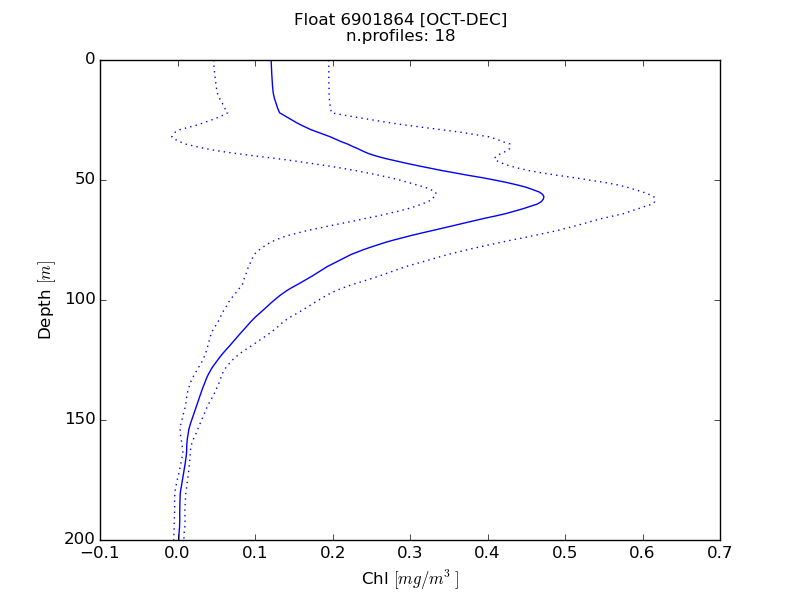 Float 6901864 [OCT-DEC]
n.profiles: 18
0
50
100
150
200
Depth [m]
−0.1 0.0 0.1 0.2 0.3 0.4 0.5 0.6 0.7
Chl [mg/m³]